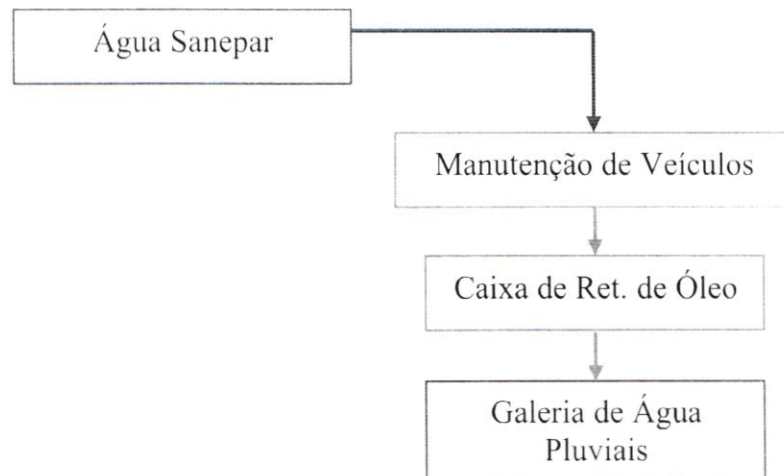 Água Sanepar
Manutenção de Veículos
Caixa de Ret. de Óleo
Galeria de Água
Pluviais